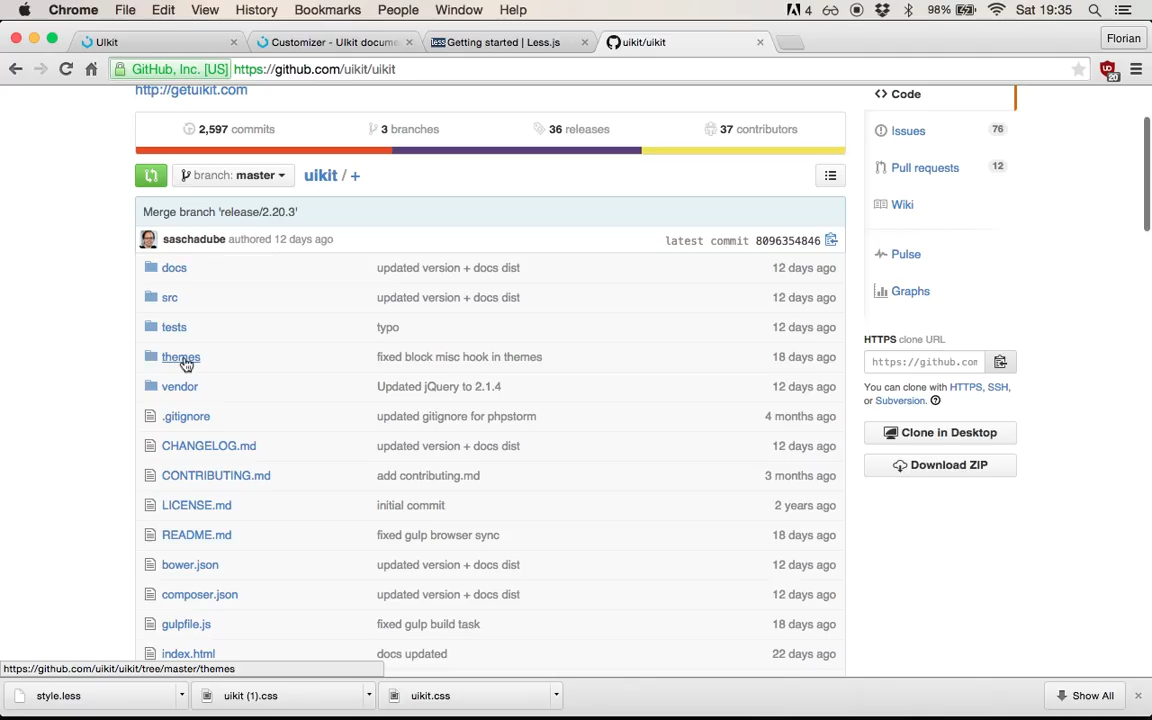 Chrome File Edit View History Bookmarks People Window Help 4 98% Sat 19:35
UIkit Customizer - UIkit docume Getting started | Less.js uikit/uikit Florian
GitHub, Inc. [US] https://github.com/uikit/uikit
http://getuikit.com
2,597 commits 3 branches 36 releases 37 contributors
branch: master uikit / +
Merge branch 'release/2.20.3'
saschadube authored 12 days ago latest commit 8096354846
docs updated version + docs dist 12 days ago
src updated version + docs dist 12 days ago
tests typo 12 days ago
themes fixed block misc hook in themes 18 days ago
vendor Updated jQuery to 2.1.4 12 days ago
.gitignore updated gitignore for phpstorm 4 months ago
CHANGELOG.md updated version + docs dist 12 days ago
CONTRIBUTING.md add contributing.md 3 months ago
LICENSE.md initial commit 2 years ago
README.md fixed gulp browser sync 18 days ago
bower.json updated version + docs dist 12 days ago
composer.json updated version + docs dist 12 days ago
gulpfile.js fixed gulp build task 18 days ago
index.html docs updated 22 days ago
Code
Issues 76
Pull requests 12
Wiki
Pulse
Graphs
HTTPS clone URL
https://github.com
You can clone with HTTPS, SSH,
or Subversion.
Clone in Desktop
Download ZIP
https://github.com/uikit/uikit/tree/master/themes
style.less uikit (1).css uikit.css Show All